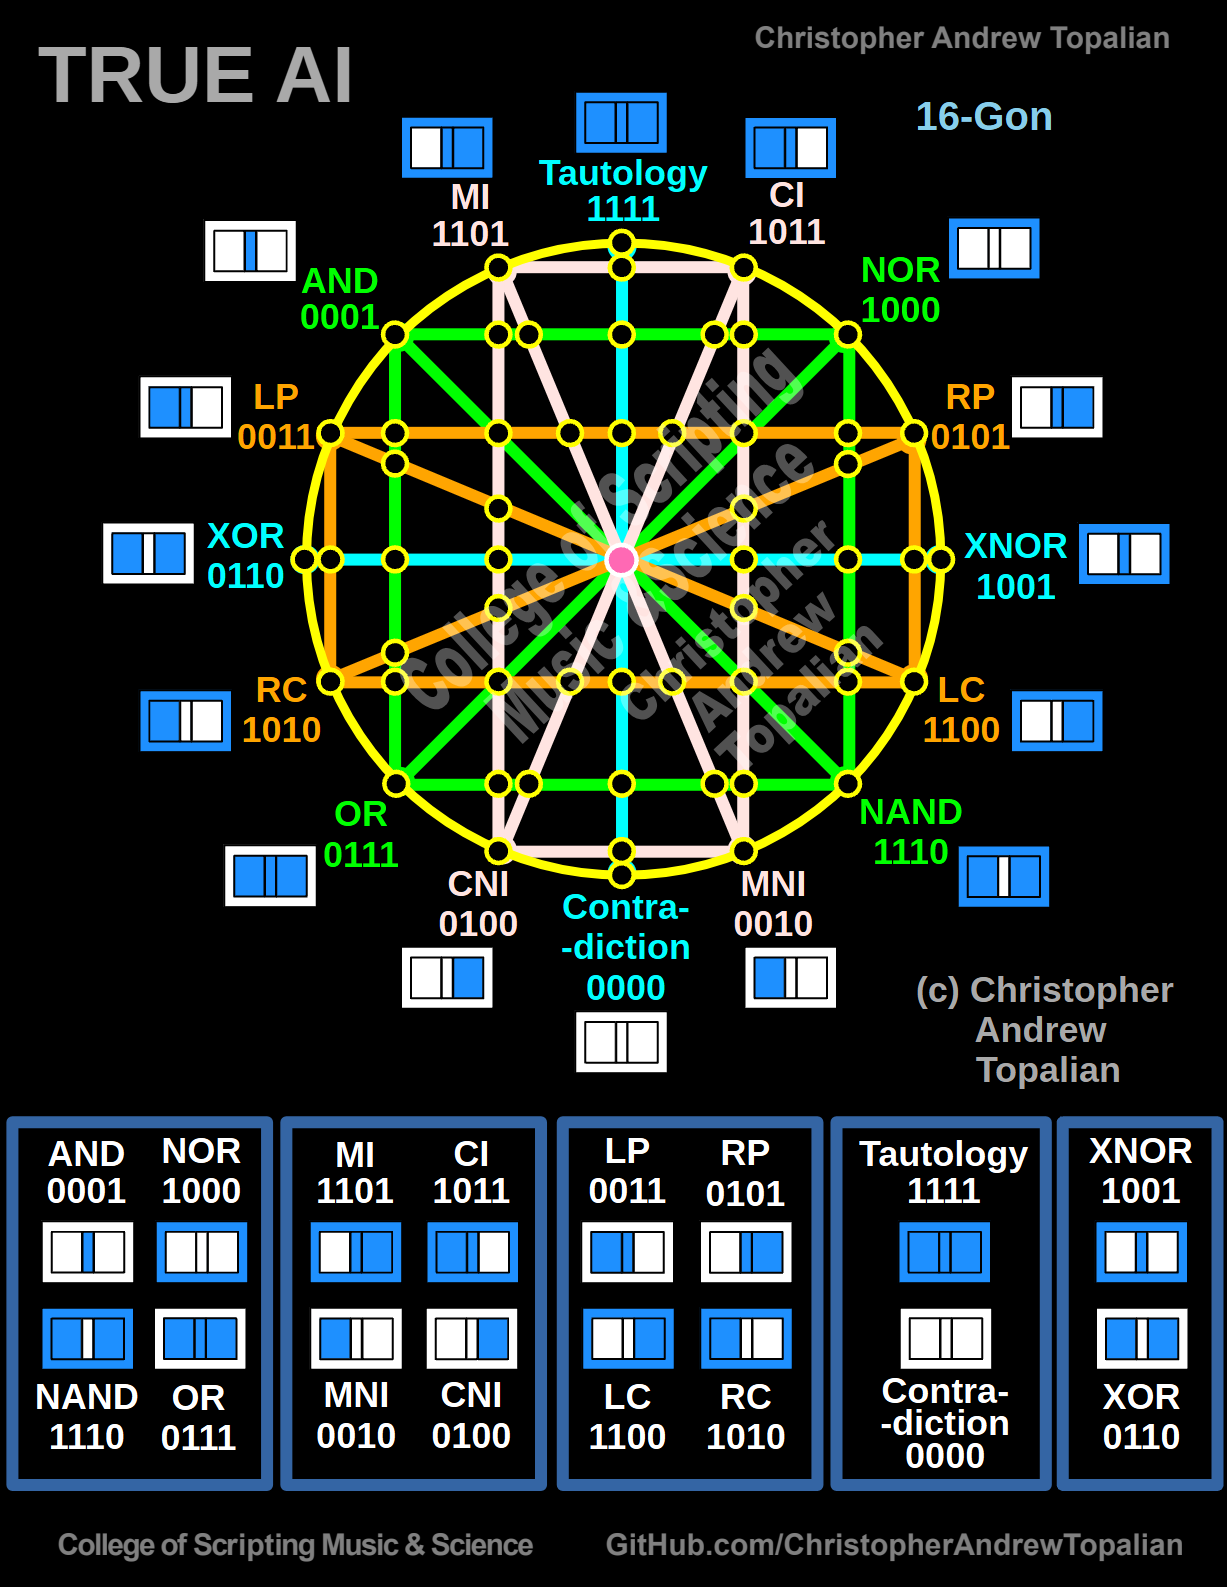 Christopher Andrew Topalian
TRUE AI
16-Gon
Tautology
1111
MI
1101
CI
1011
AND
0001
NOR
1000
LP
0011
RP
0101
XOR
0110
XNOR
1001
RC
1010
LC
1100
OR
0111
NAND
1110
CNI
0100
MNI
0010
Contra-
-diction
0000
College of Scripting
Music & Science
Christopher
Andrew
Topalian
(c) Christopher
Andrew
Topalian
AND NOR
0001 1000
NAND OR
1110 0111
MI CI
1101 1011
MNI CNI
0010 0100
LP RP
0011 0101
LC RC
1100 1010
Tautology
1111
Contra-
-diction
0000
XNOR
1001
XOR
0110
College of Scripting Music & Science
GitHub.com/ChristopherAndrewTopalian